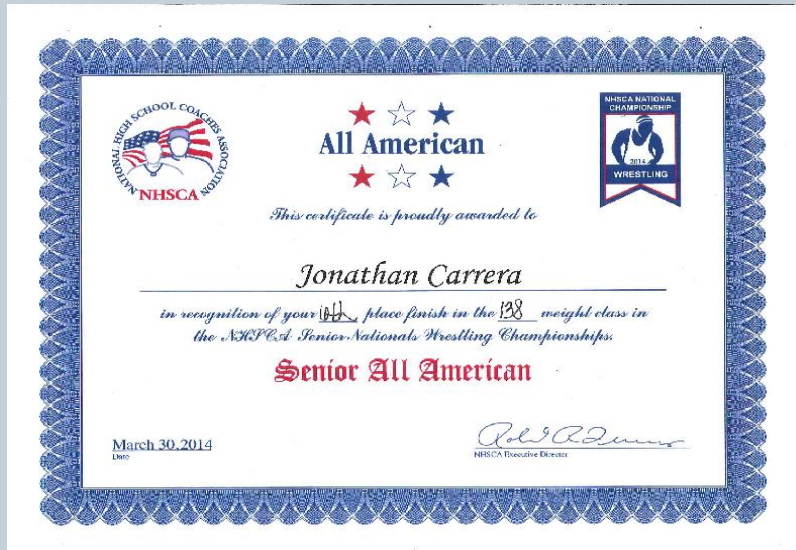 NATIONAL HIGH SCHOOL COACHES ASSOCIATION
NHSCA
All American
NHSCA NATIONAL
CHAMPIONSHIP
2014
WRESTLING
This certificate is proudly awarded to
Jonathan Carrera
in recognition of your 10th place finish in the 138 weight class in
the NHSCA Senior Nationals Wrestling Championships.
Senior All American
March 30, 2014
Date
NHSCA Executive Director